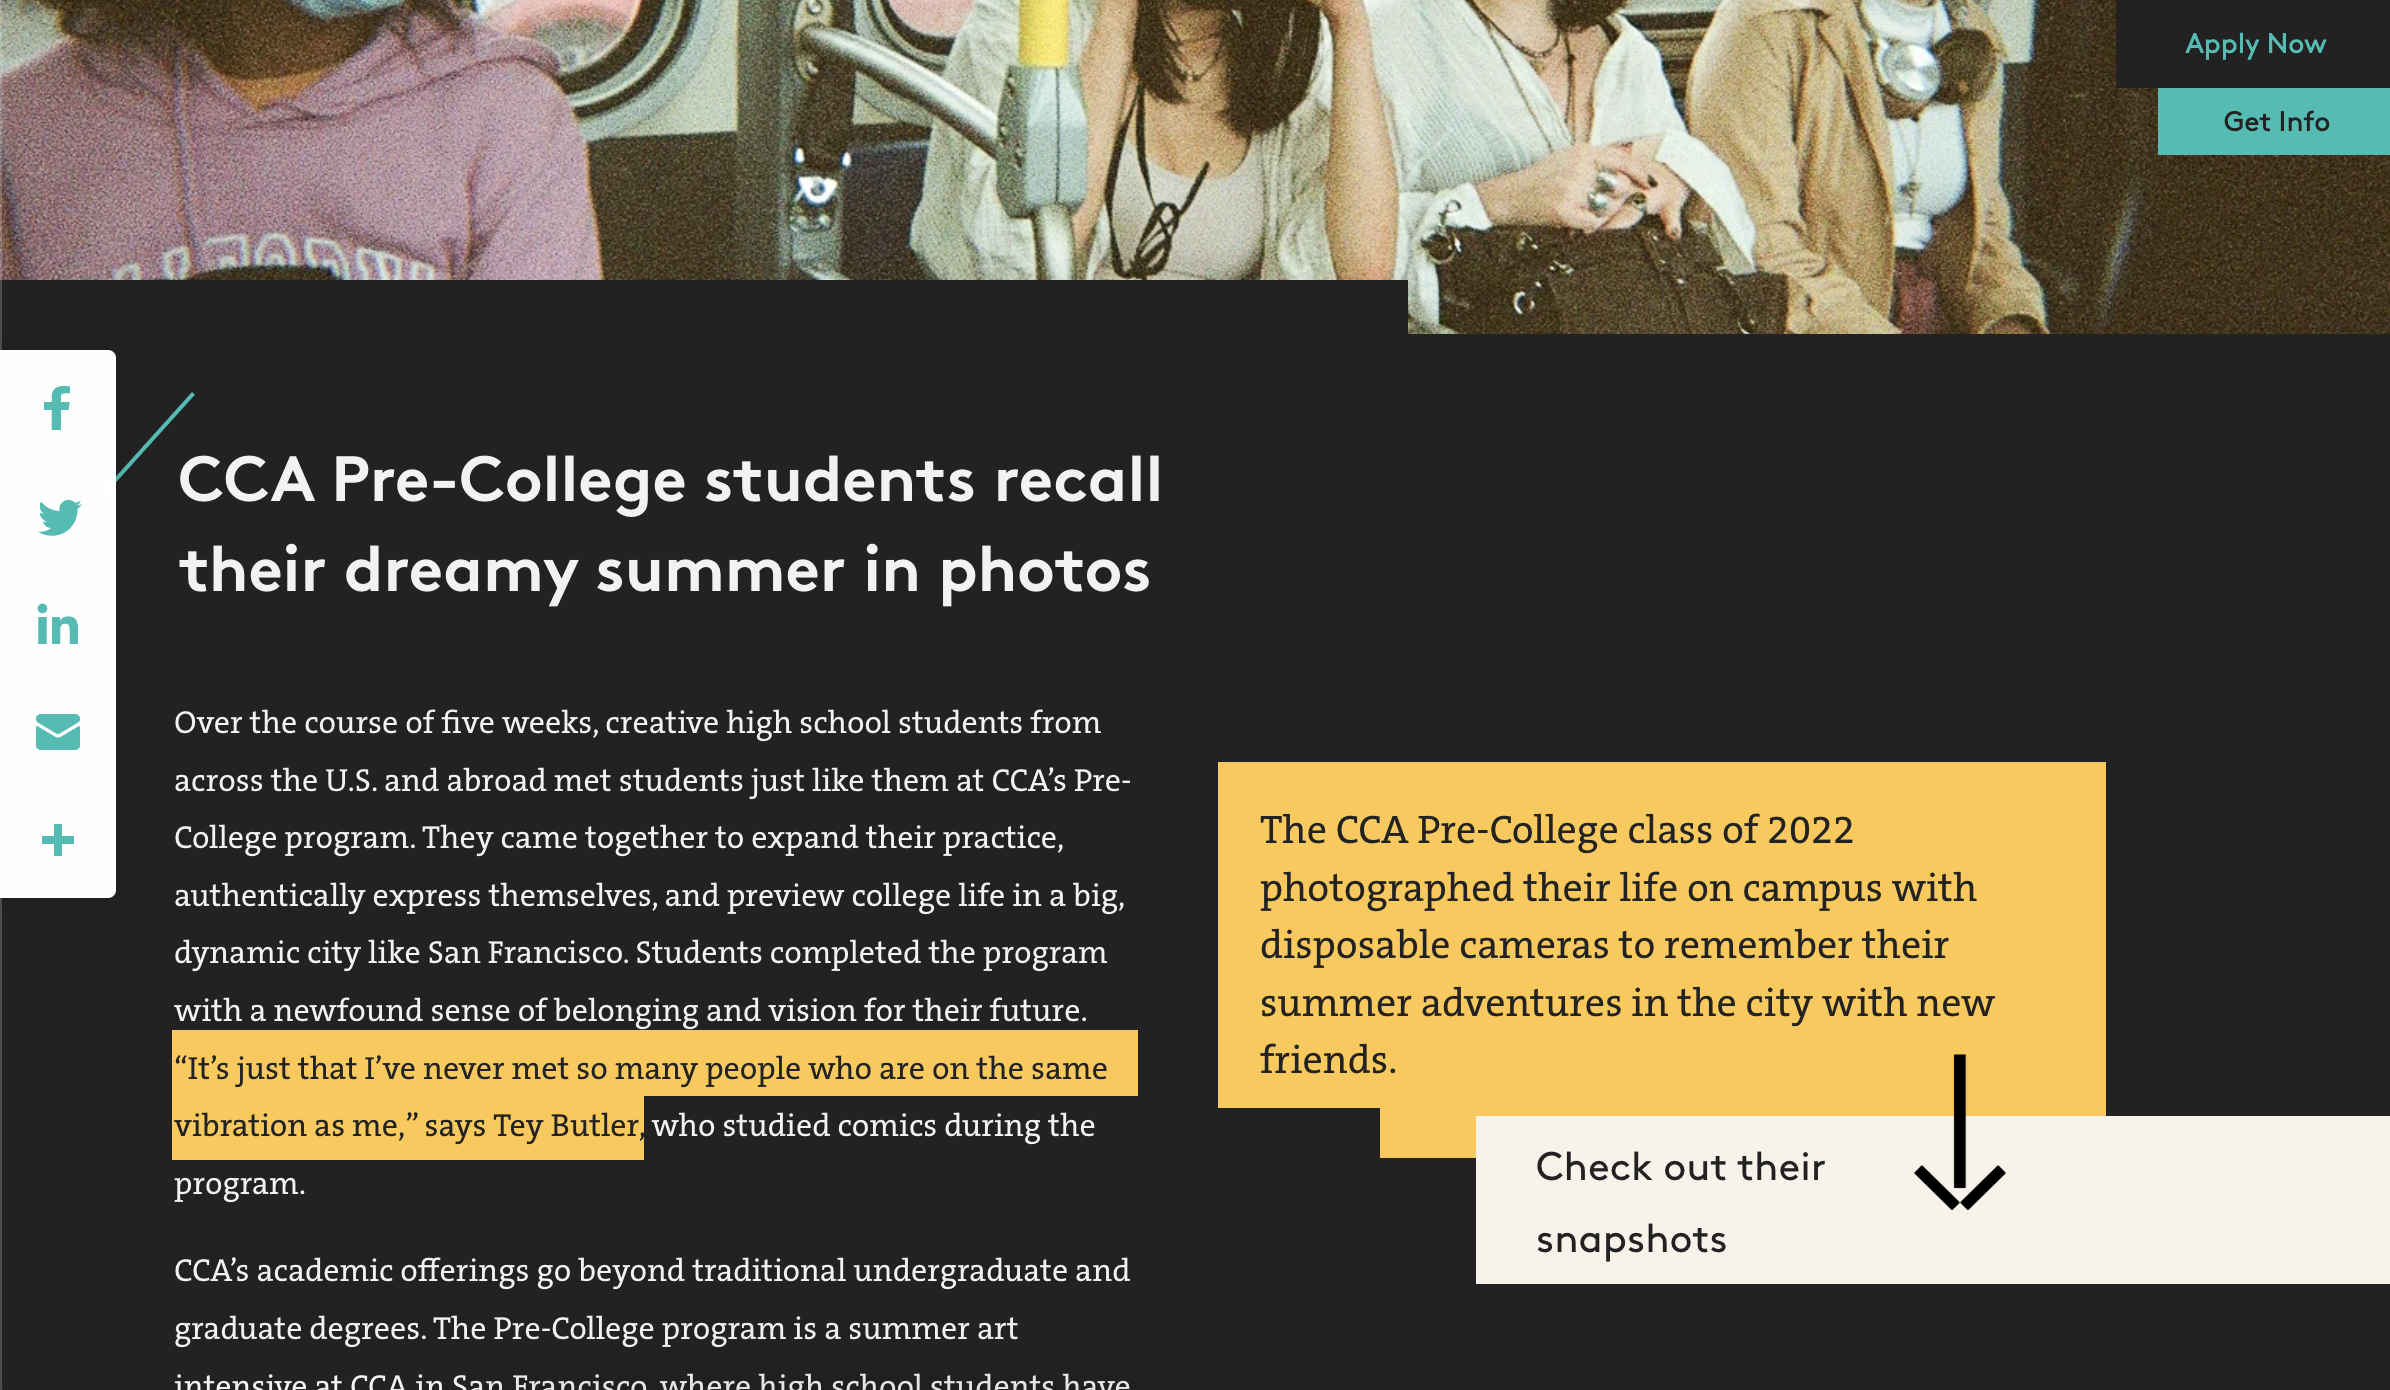 Apply Now
Get Info
CCA Pre-College students recall
their dreamy summer in photos
Over the course of five weeks, creative high school students from
across the U.S. and abroad met students just like them at CCA’s Pre-
College program. They came together to expand their practice,
authentically express themselves, and preview college life in a big,
dynamic city like San Francisco. Students completed the program
with a newfound sense of belonging and vision for their future.
“It’s just that I’ve never met so many people who are on the same
vibration as me,” says Tey Butler, who studied comics during the
program.
CCA’s academic offerings go beyond traditional undergraduate and
graduate degrees. The Pre-College program is a summer art
intensive at CCA in San Francisco, where high school students have
The CCA Pre-College class of 2022
photographed their life on campus with
disposable cameras to remember their
summer adventures in the city with new
friends.
Check out their
snapshots